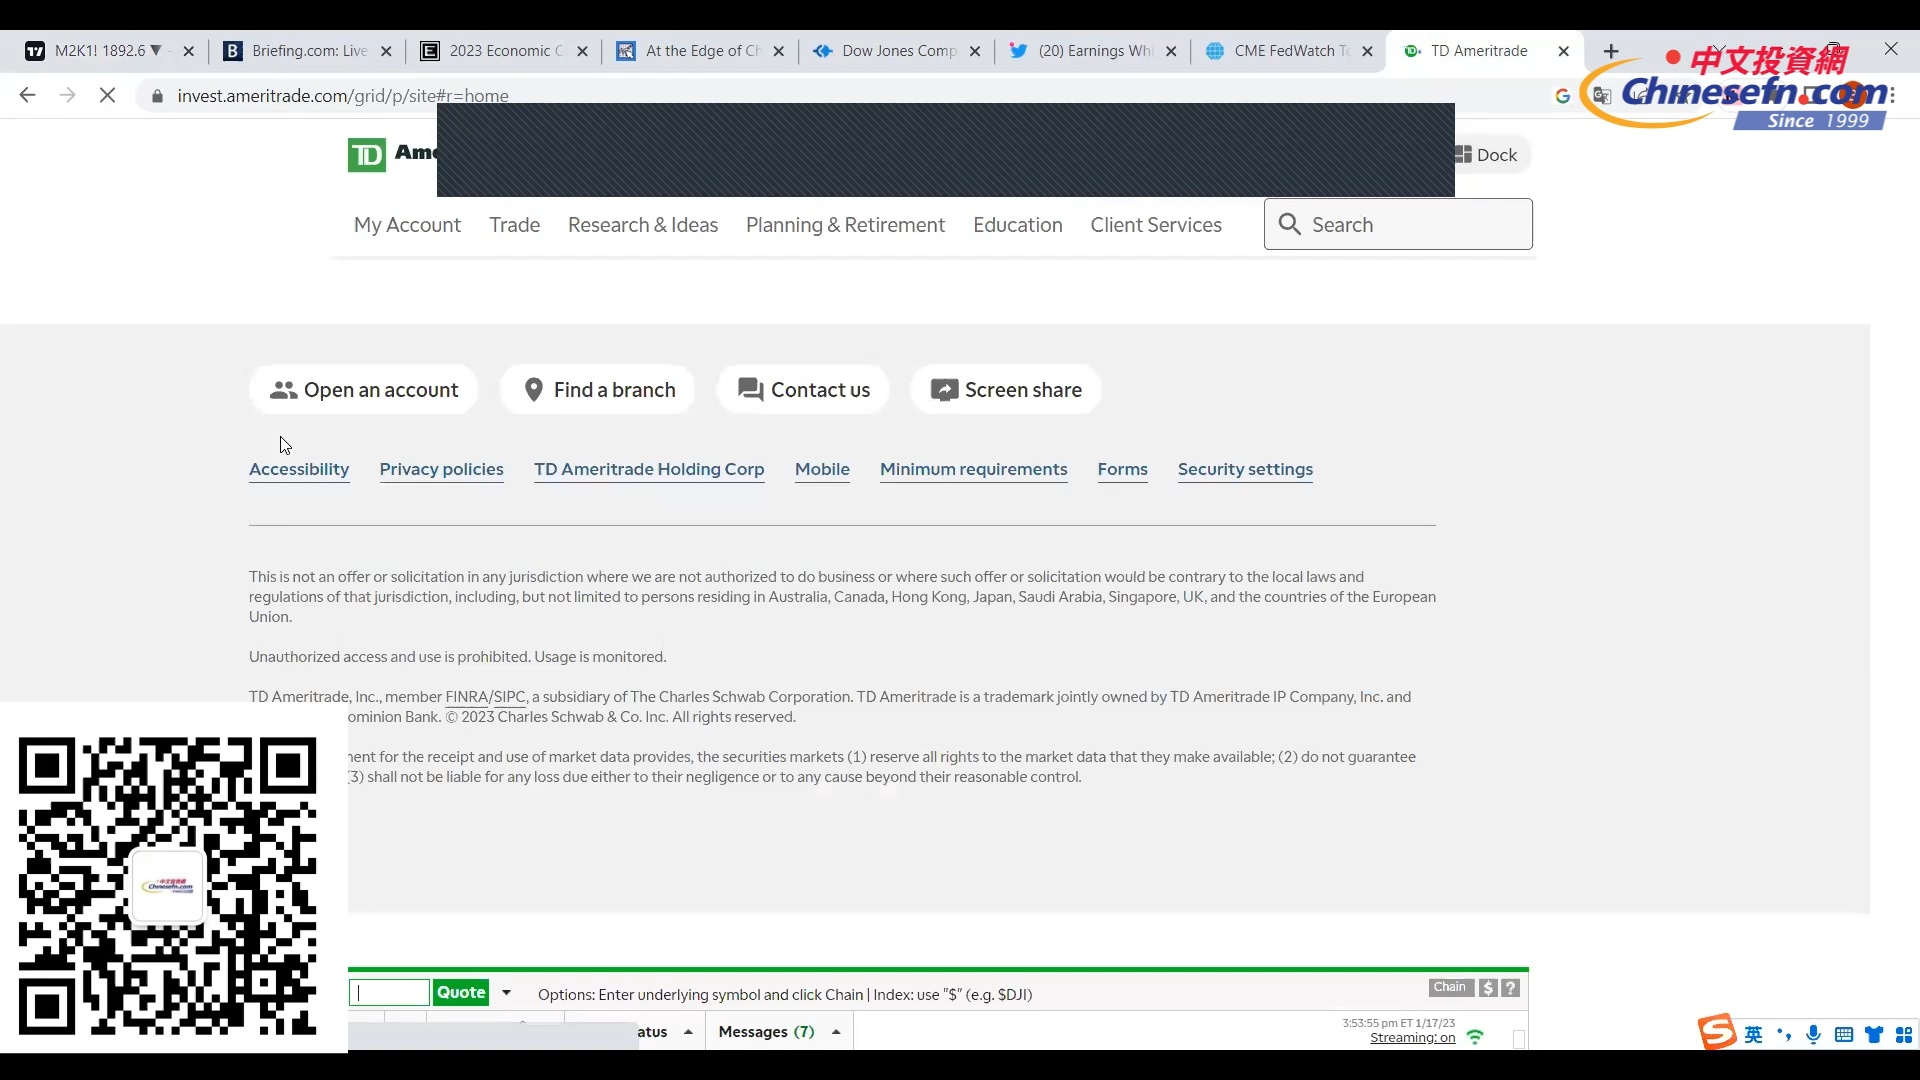 M2K1! 1892.6 ▼
Briefing.com: Live
2023 Economic C
At the Edge of Ch
Dow Jones Comp
(20) Earnings Whi
CME FedWatch To
TD Ameritrade
invest.ameritrade.com/grid/p/site#r=home
中文投資網
Chinesefn.com
Since 1999
TD Ame
Dock
My Account Trade Research & Ideas Planning & Retirement Education Client Services Search
Open an account Find a branch Contact us Screen share
Accessibility Privacy policies TD Ameritrade Holding Corp Mobile Minimum requirements Forms Security settings
This is not an offer or solicitation in any jurisdiction where we are not authorized to do business or where such offer or solicitation would be contrary to the local laws and
regulations of that jurisdiction, including, but not limited to persons residing in Australia, Canada, Hong Kong, Japan, Saudi Arabia, Singapore, UK, and the countries of the European
Union.
Unauthorized access and use is prohibited. Usage is monitored.
TD Ameritrade, Inc., member FINRA/SIPC, a subsidiary of The Charles Schwab Corporation. TD Ameritrade is a trademark jointly owned by TD Ameritrade IP Company, Inc. and
ominion Bank. © 2023 Charles Schwab & Co. Inc. All rights reserved.
ment for the receipt and use of market data provides, the securities markets (1) reserve all rights to the market data that they make available; (2) do not guarantee
(3) shall not be liable for any loss due either to their negligence or to any cause beyond their reasonable control.
中文投資網
Chinesefn.com
Quote Options: Enter underlying symbol and click Chain | Index: use "$" (e.g. $DJI) Chain $ ?
atus Messages (7)
3:53:55 pm ET 1/17/23
Streaming: on
英